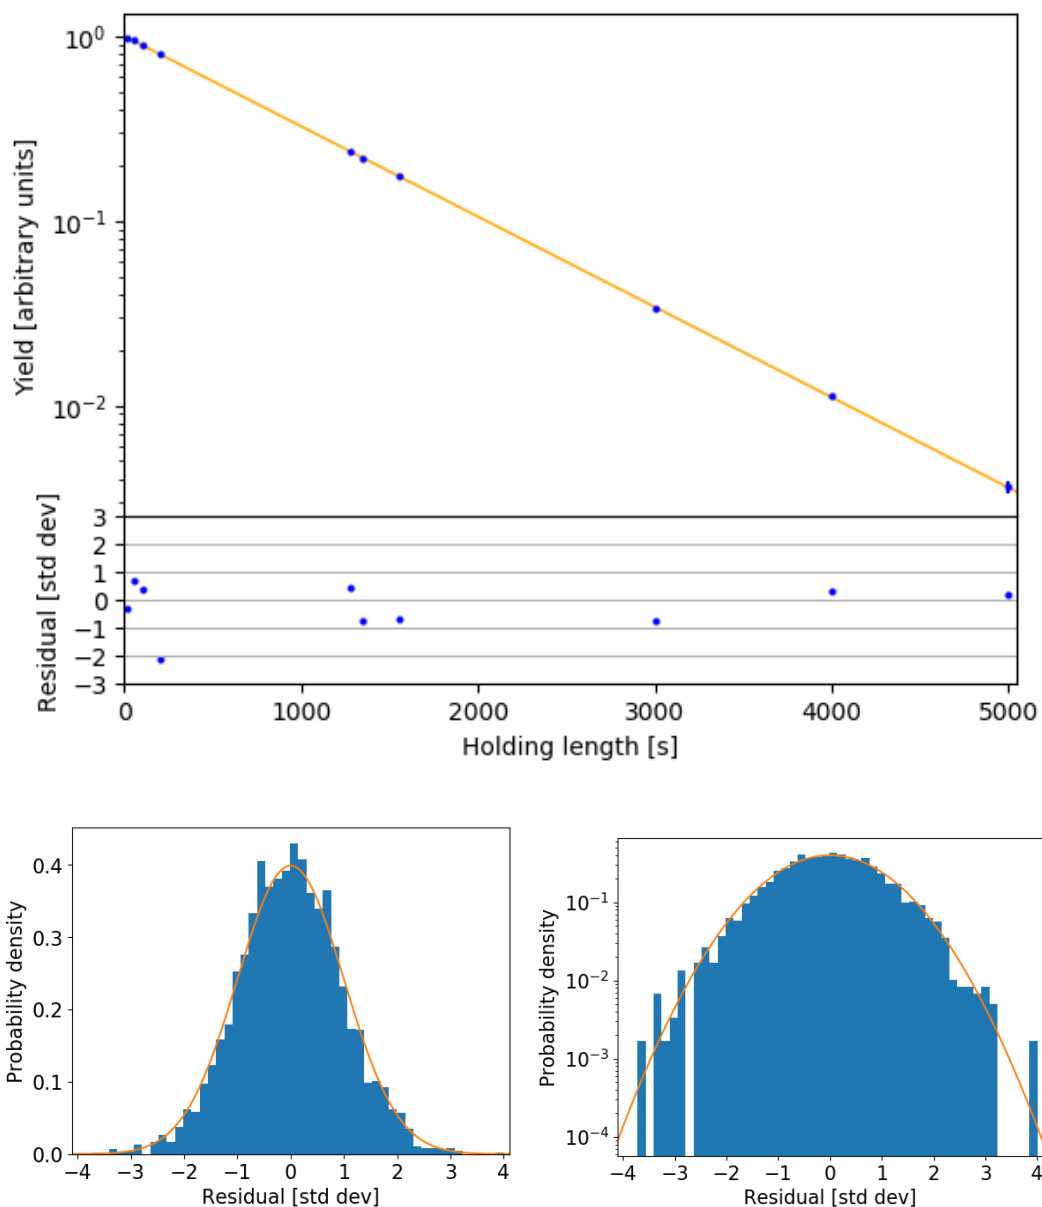 10⁰
10⁻¹
10⁻²
Yield [arbitrary units]
3
2
1
0
−1
−2
−3
Residual [std dev]
0 1000 2000 3000 4000 5000
Holding length [s]
0.4
0.3
0.2
0.1
0.0
Probability density
−4 −3 −2 −1 0 1 2 3 4
Residual [std dev]
10⁻¹
10⁻²
10⁻³
10⁻⁴
Probability density
−4 −3 −2 −1 0 1 2 3 4
Residual [std dev]